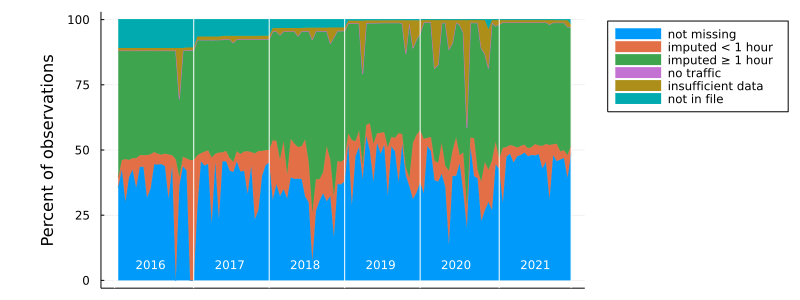 Percent of observations
100
75
50
25
0
2016
2017
2018
2019
2020
2021
not missing
imputed < 1 hour
imputed ≥ 1 hour
no traffic
insufficient data
not in file